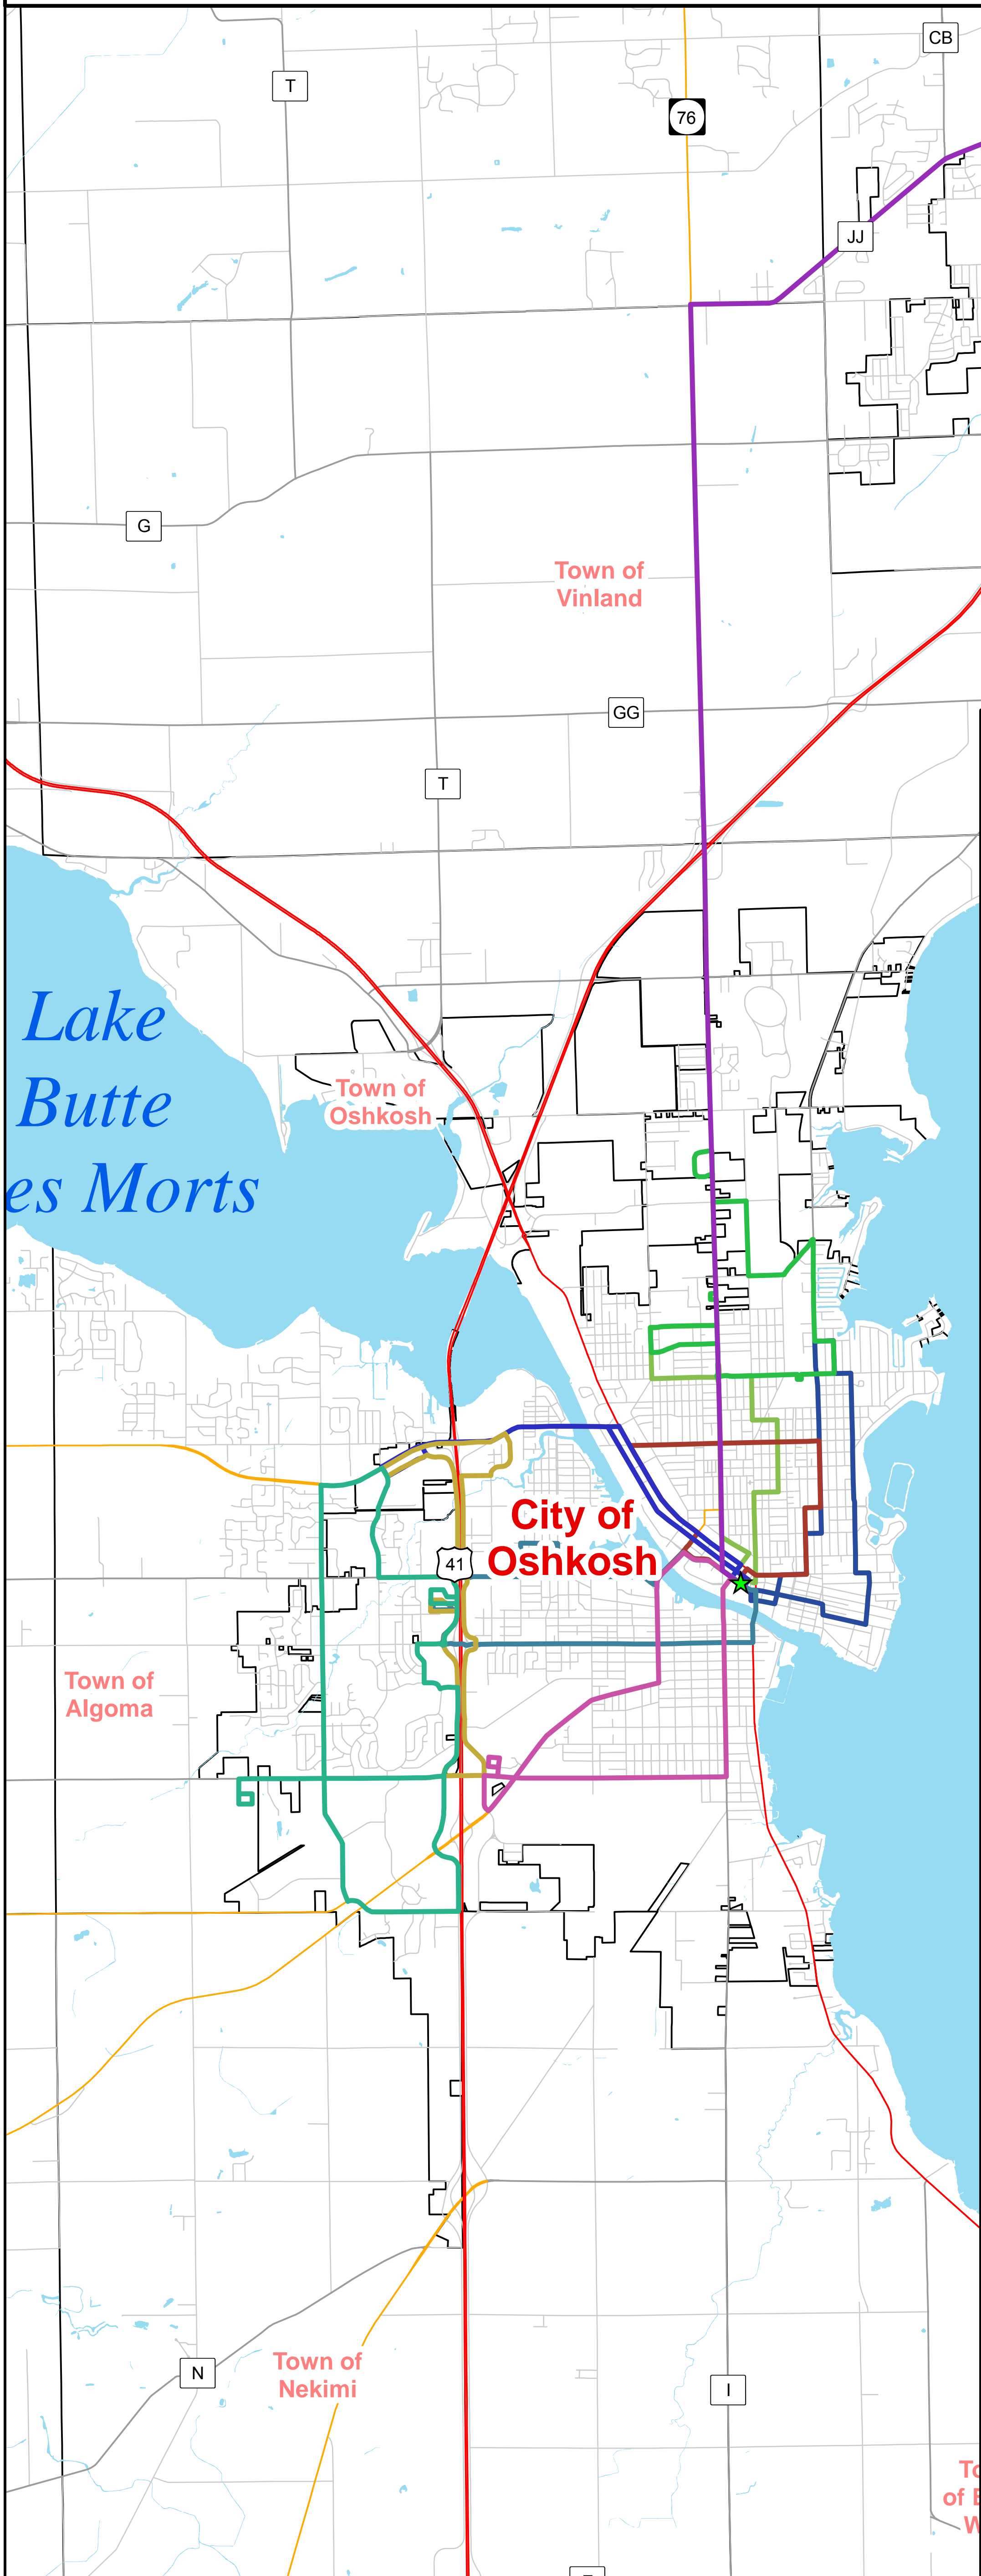 CB
T
76
JJ
G
Town of
Vinland
GG
T
Lake
Butte
es Morts
Town of
Oshkosh
City of
Oshkosh
41
Town of
Algoma
Town of
Nekimi
N
I
of